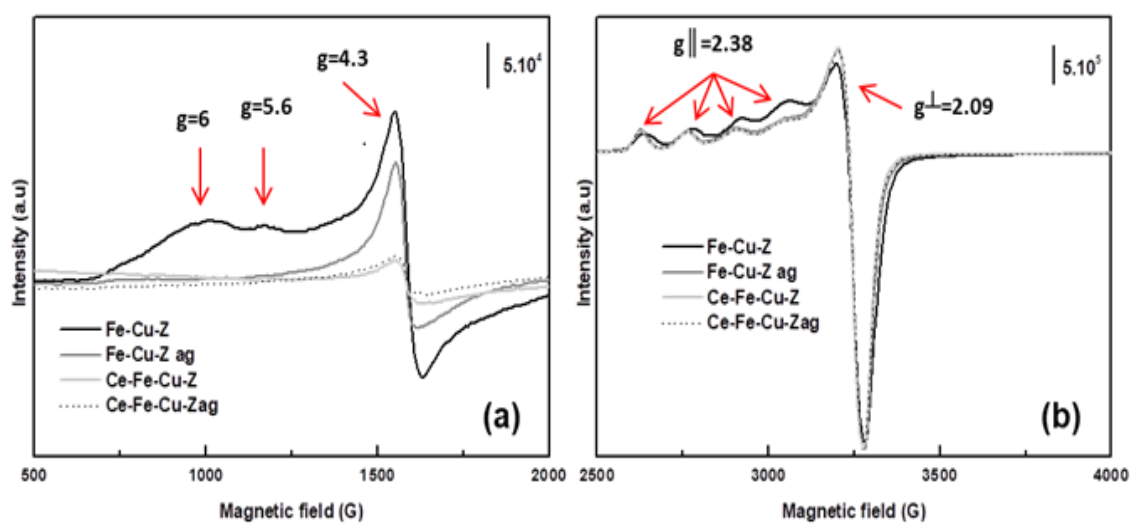 g=4.3
5.10⁴
g=5.6
g=6
Intensity (a.u)
Fe-Cu-Z
Fe-Cu-Z ag
Ce-Fe-Cu-Z
Ce-Fe-Cu-Zag
(a)
500 1000 1500 2000
Magnetic field (G)
g∥=2.38
5.10⁵
g⊥=2.09
Intensity (a.u)
Fe-Cu-Z
Fe-Cu-Z ag
Ce-Fe-Cu-Z
Ce-Fe-Cu-Zag
(b)
2500 3000 3500 4000
Magnetic field (G)